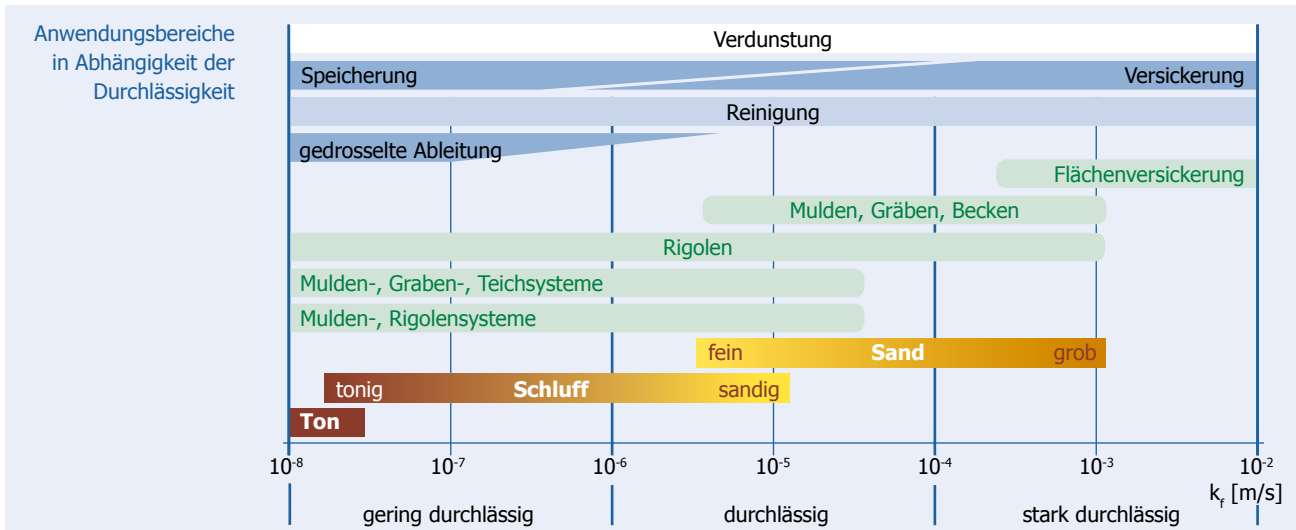 Anwendungsbereiche
in Abhängigkeit der
Durchlässigkeit
Verdunstung
Speicherung Versickerung
Reinigung
gedrosselte Ableitung
Flächenversickerung
Mulden, Gräben, Becken
Rigolen
Mulden-, Graben-, Teichsysteme
Mulden-, Rigolensysteme
fein Sand grob
tonig Schluff sandig
Ton
10⁻⁸ 10⁻⁷ 10⁻⁶ 10⁻⁵ 10⁻⁴ 10⁻³ 10⁻²
k_f [m/s]
gering durchlässig durchlässig stark durchlässig